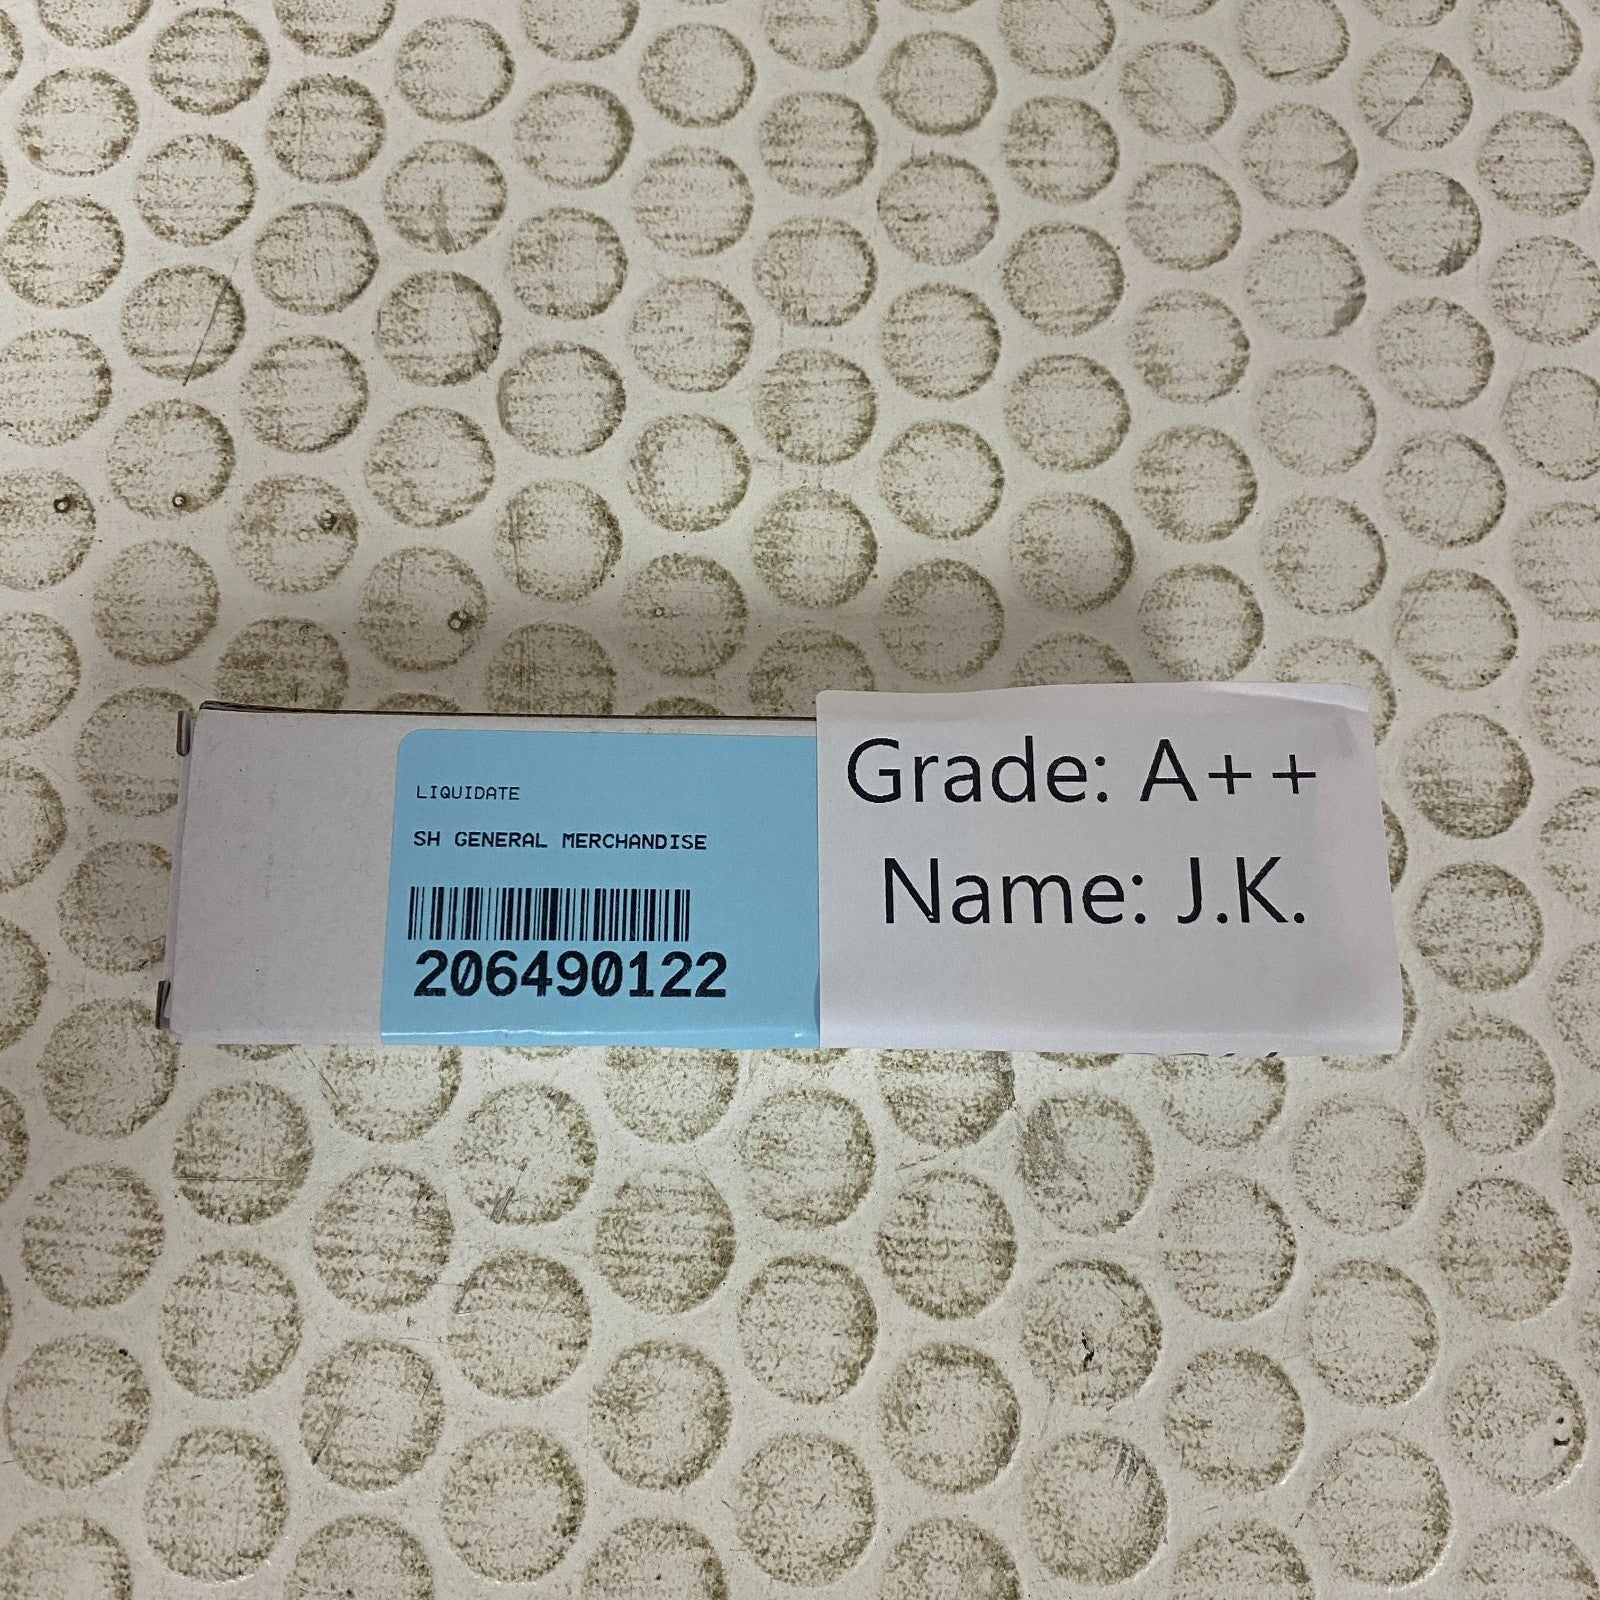 LIQUIDATE
SH GENERAL MERCHANDISE
206490122
Grade: A++
Name: J.K.